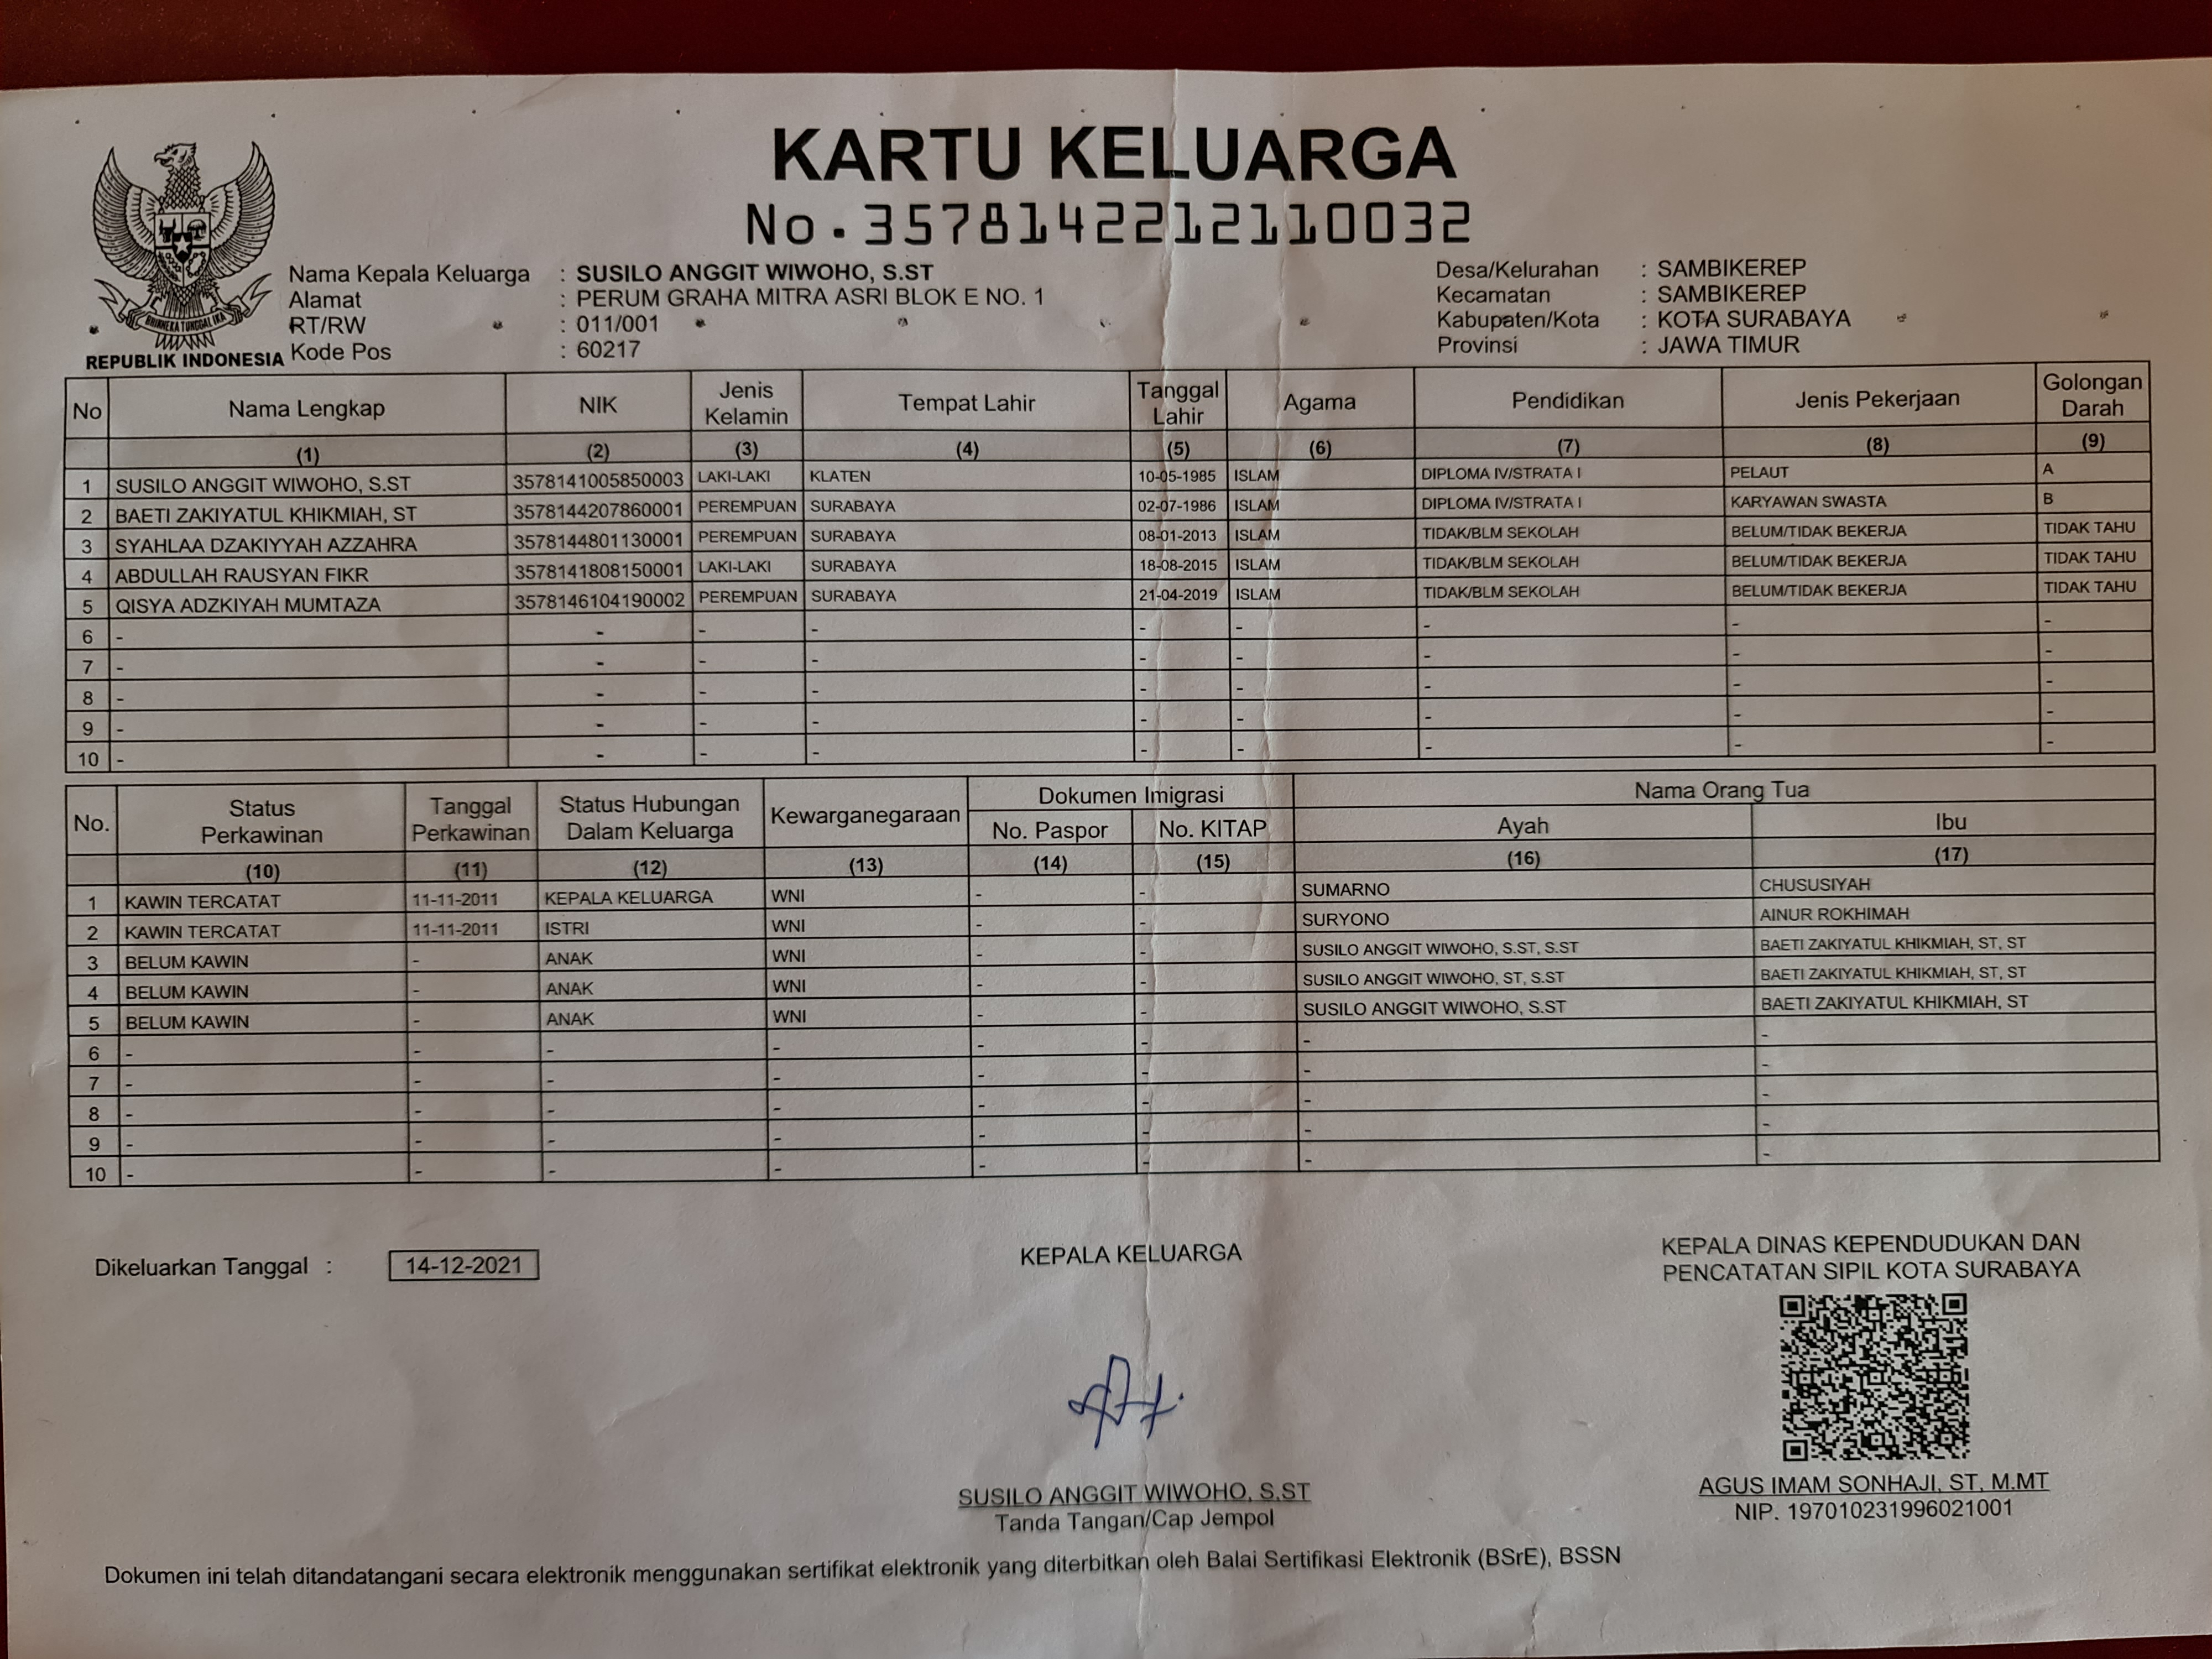 KARTU KELUARGA
No. 3578142212110032
REPUBLIK INDONESIA
Nama Kepala Keluarga : SUSILO ANGGIT WIWOHO, S.ST
Alamat : PERUM GRAHA MITRA ASRI BLOK E NO. 1
RT/RW : 011/001
Kode Pos : 60217
Desa/Kelurahan : SAMBIKEREP
Kecamatan : SAMBIKEREP
Kabupaten/Kota : KOTA SURABAYA
Provinsi : JAWA TIMUR
No Nama Lengkap NIK Jenis Kelamin Tempat Lahir Tanggal Lahir Agama Pendidikan Jenis Pekerjaan Golongan Darah
(1) (2) (3) (4) (5) (6) (7) (8) (9)
1 SUSILO ANGGIT WIWOHO, S.ST 3578141005850003 LAKI-LAKI KLATEN 10-05-1985 ISLAM DIPLOMA IV/STRATA I PELAUT A
2 BAETI ZAKIYATUL KHIKMIAH, ST 3578144207860001 PEREMPUAN SURABAYA 02-07-1986 ISLAM DIPLOMA IV/STRATA I KARYAWAN SWASTA B
3 SYAHLAA DZAKIYYAH AZZAHRA 3578144801130001 PEREMPUAN SURABAYA 08-01-2013 ISLAM TIDAK/BLM SEKOLAH BELUM/TIDAK BEKERJA TIDAK TAHU
4 ABDULLAH RAUSYAN FIKR 3578141808150001 LAKI-LAKI SURABAYA 18-08-2015 ISLAM TIDAK/BLM SEKOLAH BELUM/TIDAK BEKERJA TIDAK TAHU
5 QISYA ADZKIYAH MUMTAZA 3578146104190002 PEREMPUAN SURABAYA 21-04-2019 ISLAM TIDAK/BLM SEKOLAH BELUM/TIDAK BEKERJA TIDAK TAHU
6 - - - - - - - - -
7 - - - - - - - - -
8 - - - - - - - - -
9 - - - - - - - - -
10 - - - - - - - - -
No. Status Perkawinan Tanggal Perkawinan Status Hubungan Dalam Keluarga Kewarganegaraan Dokumen Imigrasi Nama Orang Tua
No. Paspor No. KITAP Ayah Ibu
(10) (11) (12) (13) (14) (15) (16) (17)
1 KAWIN TERCATAT 11-11-2011 KEPALA KELUARGA WNI - - SUMARNO CHUSUSIYAH
2 KAWIN TERCATAT 11-11-2011 ISTRI WNI - - SURYONO AINUR ROKHIMAH
3 BELUM KAWIN - ANAK WNI - - SUSILO ANGGIT WIWOHO, S.ST, S.ST BAETI ZAKIYATUL KHIKMIAH, ST, ST
4 BELUM KAWIN - ANAK WNI - - SUSILO ANGGIT WIWOHO, ST, S.ST BAETI ZAKIYATUL KHIKMIAH, ST, ST
5 BELUM KAWIN - ANAK WNI - - SUSILO ANGGIT WIWOHO, S.ST BAETI ZAKIYATUL KHIKMIAH, ST
6 - - - - - - - -
7 - - - - - - - -
8 - - - - - - - -
9 - - - - - - - -
10 - - - - - - - -
Dikeluarkan Tanggal : 14-12-2021
KEPALA KELUARGA
SUSILO ANGGIT WIWOHO, S.ST
Tanda Tangan/Cap Jempol
KEPALA DINAS KEPENDUDUKAN DAN
PENCATATAN SIPIL KOTA SURABAYA
AGUS IMAM SONHAJI, ST, M.MT
NIP. 197010231996021001
Dokumen ini telah ditandatangani secara elektronik menggunakan sertifikat elektronik yang diterbitkan oleh Balai Sertifikasi Elektronik (BSrE), BSSN